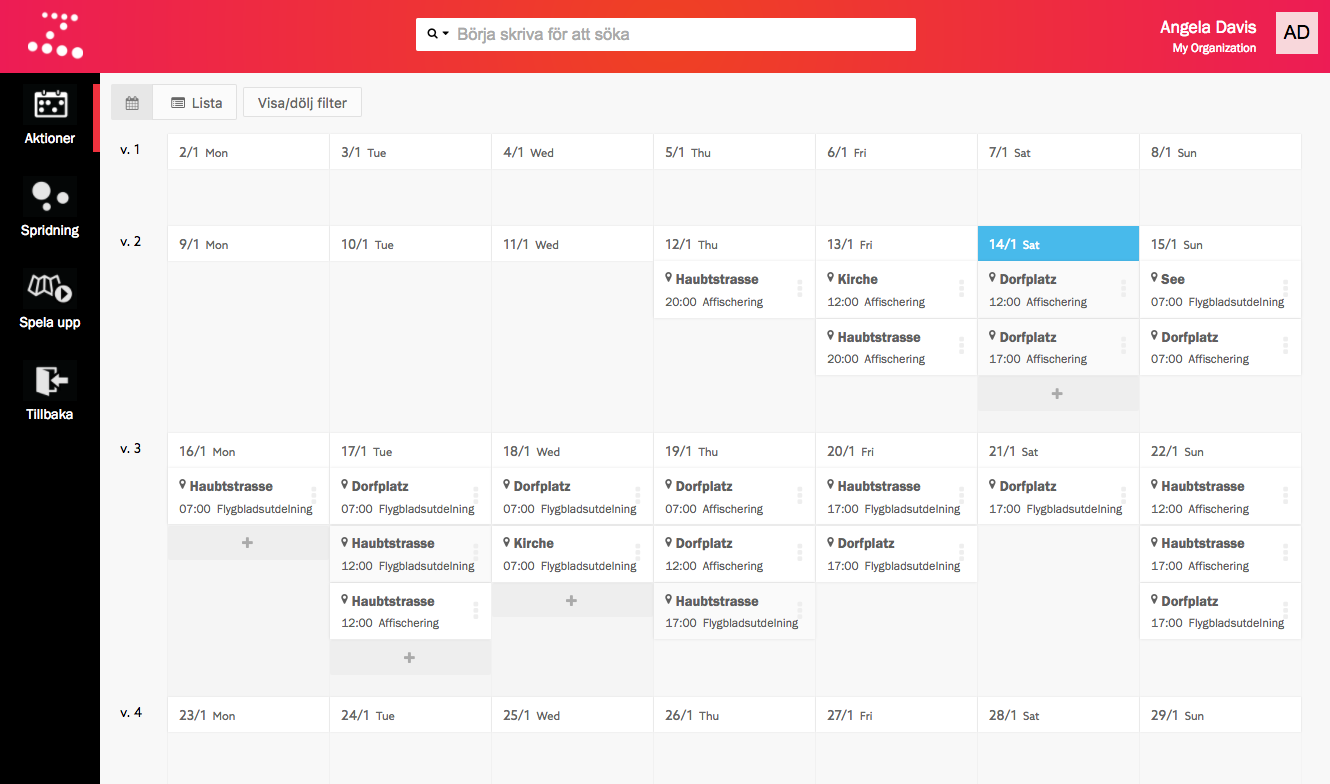 Börja skriva för att söka
Angela Davis
My Organization
AD
Aktioner
Spridning
Spela upp
Tillbaka
Lista
Visa/dölj filter
v. 1
2/1 Mon
3/1 Tue
4/1 Wed
5/1 Thu
6/1 Fri
7/1 Sat
8/1 Sun
v. 2
9/1 Mon
10/1 Tue
11/1 Wed
12/1 Thu
Haubtstrasse
20:00 Affischering
13/1 Fri
Kirche
12:00 Affischering
Haubtstrasse
20:00 Affischering
14/1 Sat
Dorfplatz
12:00 Affischering
Dorfplatz
17:00 Affischering
+
15/1 Sun
See
07:00 Flygbladsutdelning
Dorfplatz
07:00 Affischering
v. 3
16/1 Mon
Haubtstrasse
07:00 Flygbladsutdelning
+
17/1 Tue
Dorfplatz
07:00 Flygbladsutdelning
Haubtstrasse
12:00 Flygbladsutdelning
Haubtstrasse
12:00 Affischering
+
18/1 Wed
Dorfplatz
07:00 Flygbladsutdelning
Kirche
07:00 Flygbladsutdelning
+
19/1 Thu
Dorfplatz
07:00 Affischering
Dorfplatz
12:00 Affischering
Haubtstrasse
17:00 Flygbladsutdelning
20/1 Fri
Haubtstrasse
17:00 Flygbladsutdelning
Dorfplatz
17:00 Flygbladsutdelning
21/1 Sat
Dorfplatz
17:00 Flygbladsutdelning
22/1 Sun
Haubtstrasse
12:00 Affischering
Haubtstrasse
17:00 Affischering
Dorfplatz
17:00 Flygbladsutdelning
v. 4
23/1 Mon
24/1 Tue
25/1 Wed
26/1 Thu
27/1 Fri
28/1 Sat
29/1 Sun